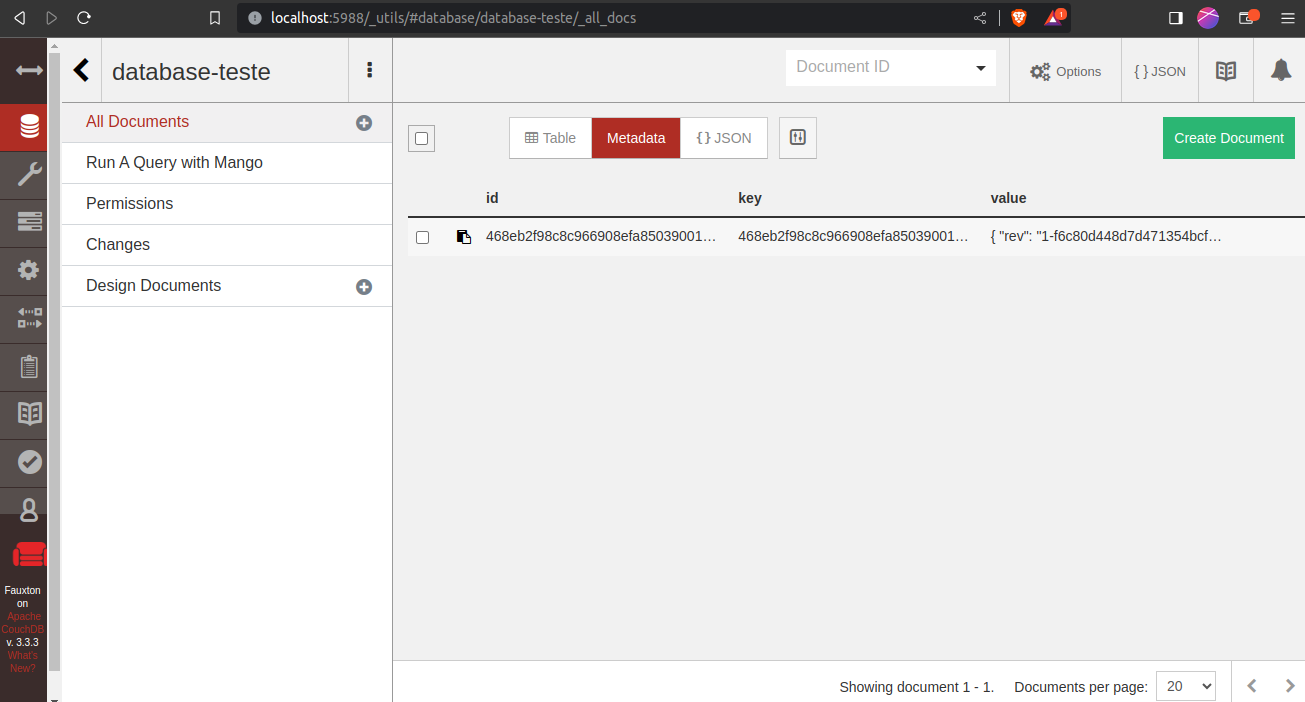 localhost:5988/_utils/#database/database-teste/_all_docs
1
database-teste
Document ID
Options
{ } JSON
All Documents
Run A Query with Mango
Permissions
Changes
Design Documents
Table
Metadata
{ } JSON
Create Document
id key value
468eb2f98c8c966908efa85039001… 468eb2f98c8c966908efa85039001… { "rev": "1-f6c80d448d7d471354bcf…
Fauxton
on
Apache
CouchDB
v. 3.3.3
What's
New?
Showing document 1 - 1. Documents per page: 20